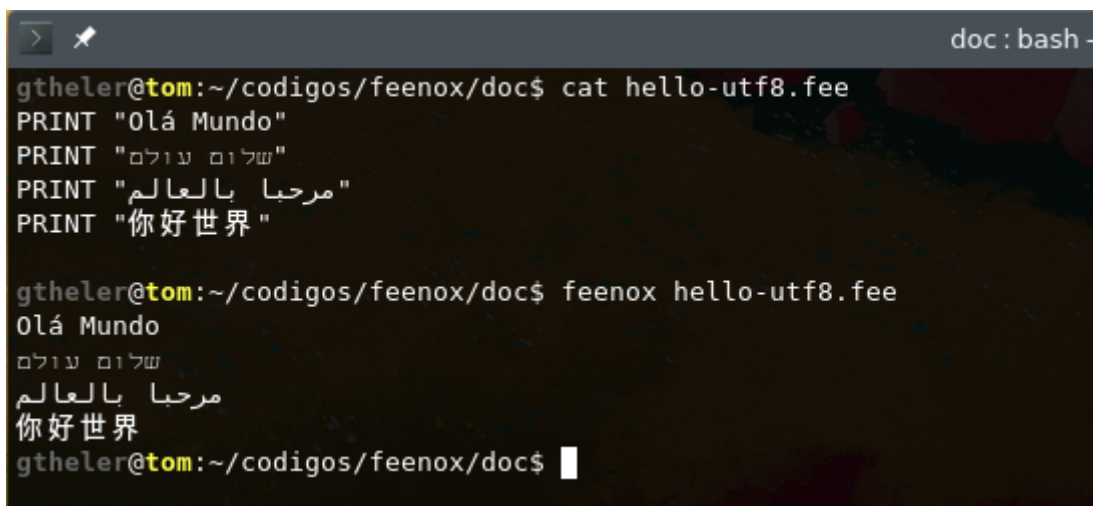 doc : bash -
gtheler@tom:~/codigos/feenox/doc$ cat hello-utf8.fee
PRINT "Olá Mundo"
PRINT "שלום עולם"
PRINT "مرحبا بالعالم"
PRINT "你好世界"
gtheler@tom:~/codigos/feenox/doc$ feenox hello-utf8.fee
Olá Mundo
שלום עולם
مرحبا بالعالم
你好世界
gtheler@tom:~/codigos/feenox/doc$